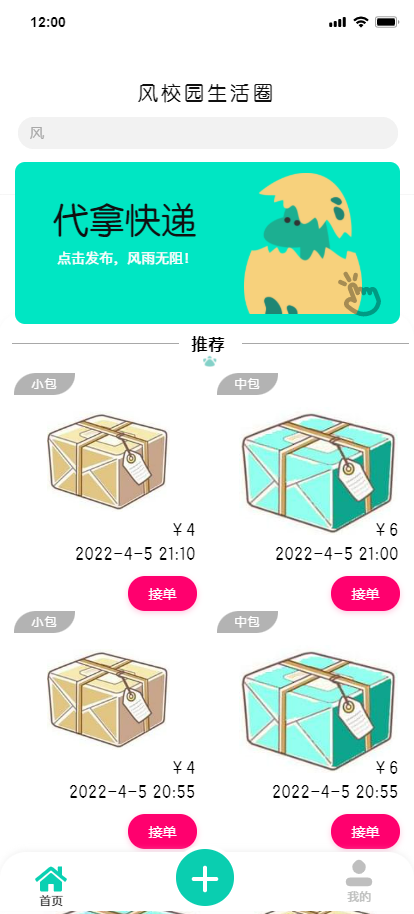 12:00
风校园生活圈
风
代拿快递
点击发布，风雨无阻！
推荐
小包
中包
￥4
￥6
2022-4-5 21:10
2022-4-5 21:00
接单
接单
小包
中包
￥4
￥6
2022-4-5 20:55
2022-4-5 20:55
接单
接单
首页
我的